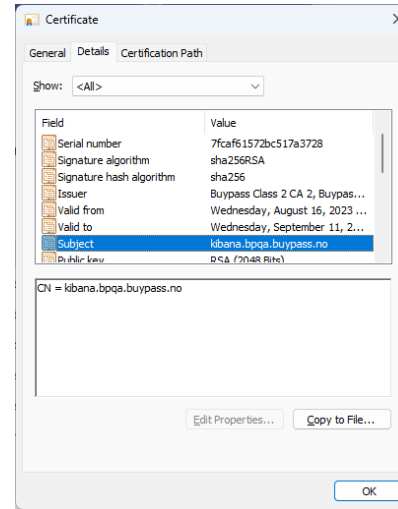 Certificate
General Details Certification Path
Show: <All>
Field Value
Serial number 7fcaf61572bc517a3728
Signature algorithm sha256RSA
Signature hash algorithm sha256
Issuer Buypass Class 2 CA 2, Buypas...
Valid from Wednesday, August 16, 2023 ...
Valid to Wednesday, September 11, 2...
Subject kibana.bpqa.buypass.no
Public key RSA (2048 Bits)
CN = kibana.bpqa.buypass.no
Edit Properties... Copy to File...
OK